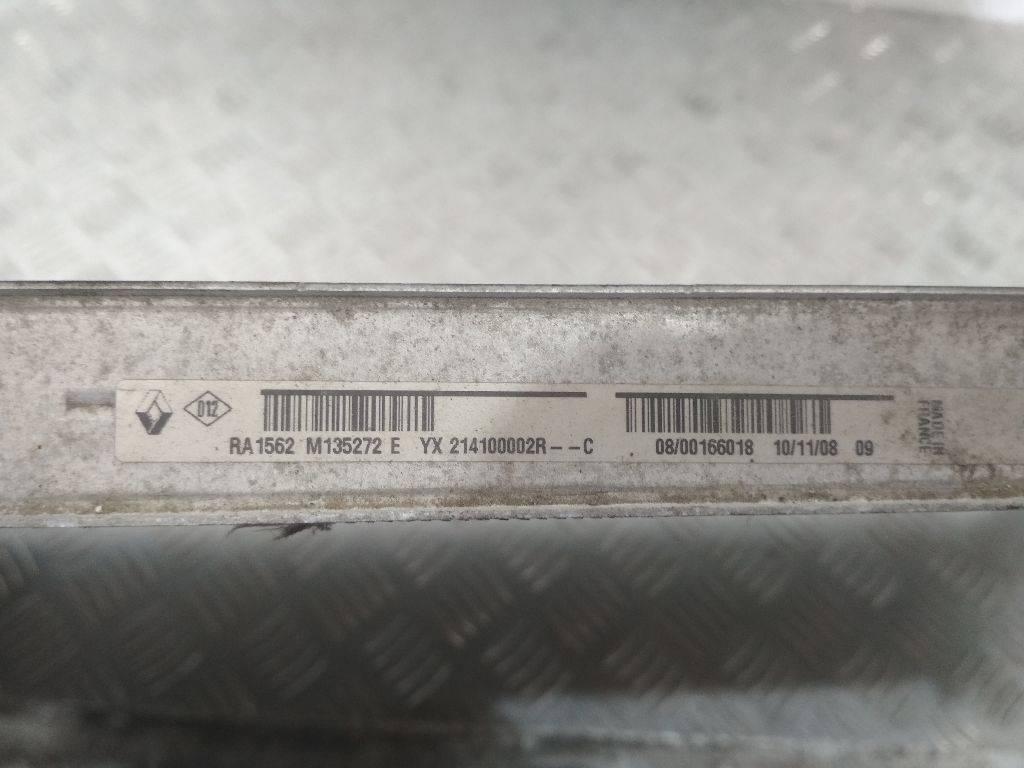 D12
RA1562 M135272 E YX 214100002R--C 08/00166018 10/11/08 09
MADE IN
FRANCE